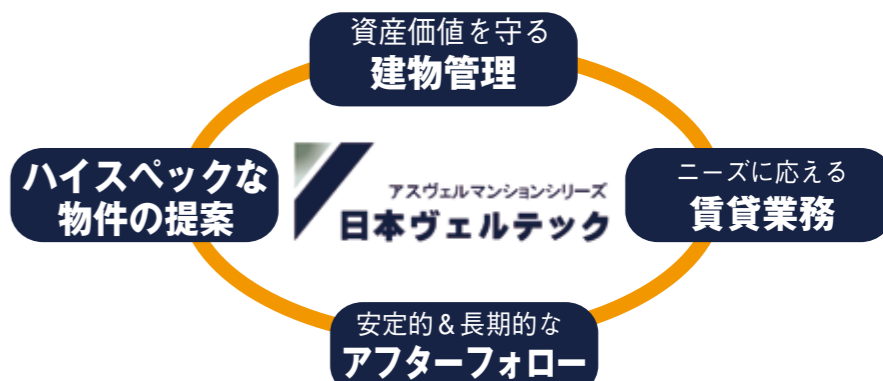 資産価値を守る
建物管理
ハイスペックな
物件の提案
アスヴェルマンションシリーズ
日本ヴェルテック
ニーズに応える
賃貸業務
安定的＆長期的な
アフターフォロー